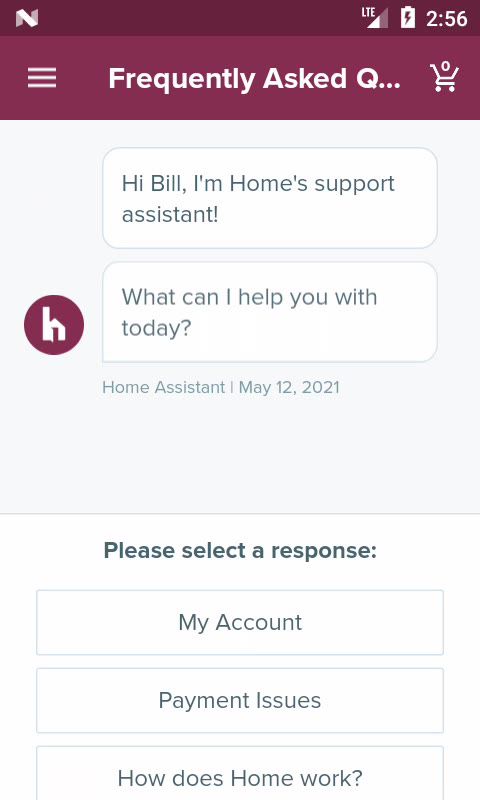 LTE 2:56
Frequently Asked Q... 0
Hi Bill, I'm Home's support
assistant!
What can I help you with
today?
h
Home Assistant | May 12, 2021
Please select a response:
My Account
Payment Issues
How does Home work?